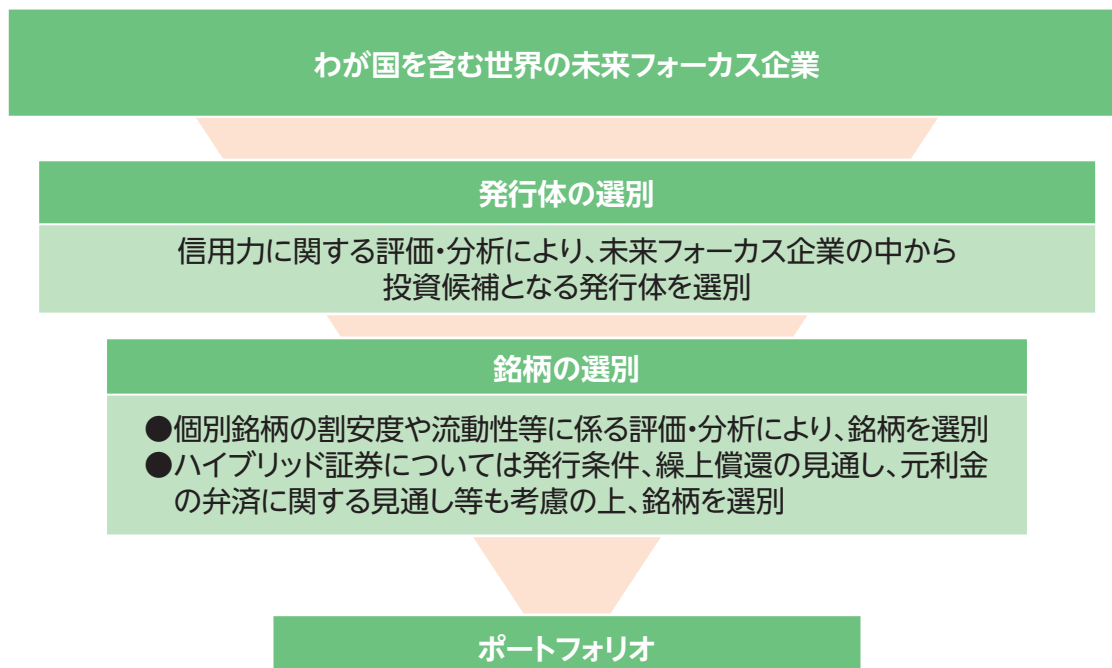 わが国を含む世界の未来フォーカス企業
発行体の選別
信用力に関する評価・分析により、未来フォーカス企業の中から
投資候補となる発行体を選別
銘柄の選別
●個別銘柄の割安度や流動性等に係る評価・分析により、銘柄を選別
●ハイブリッド証券については発行条件、繰上償還の見通し、元利金
の弁済に関する見通し等も考慮の上、銘柄を選別
ポートフォリオ